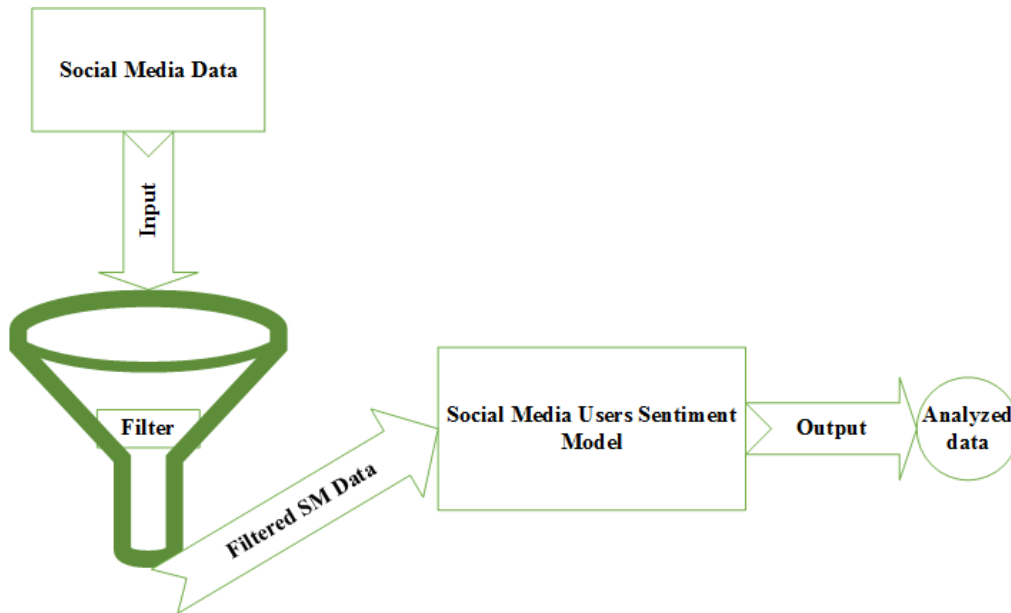 Social Media Data
Input
Filter
Filtered SM Data
Social Media Users Sentiment
Model
Output
Analyzed
data